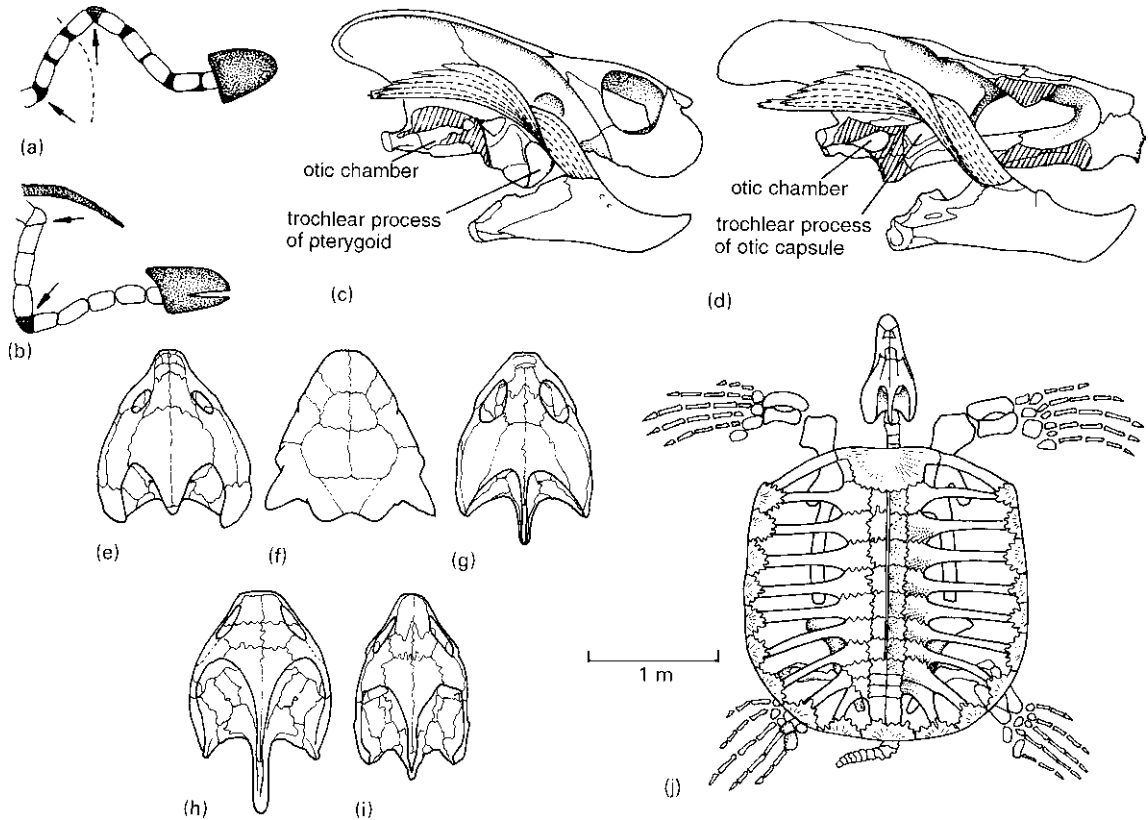 (a)
(b)
otic chamber
trochlear process
of pterygoid
(c)
otic chamber
trochlear process
of otic capsule
(d)
(e)
(f)
(g)
(h)
(i)
1 m
(j)